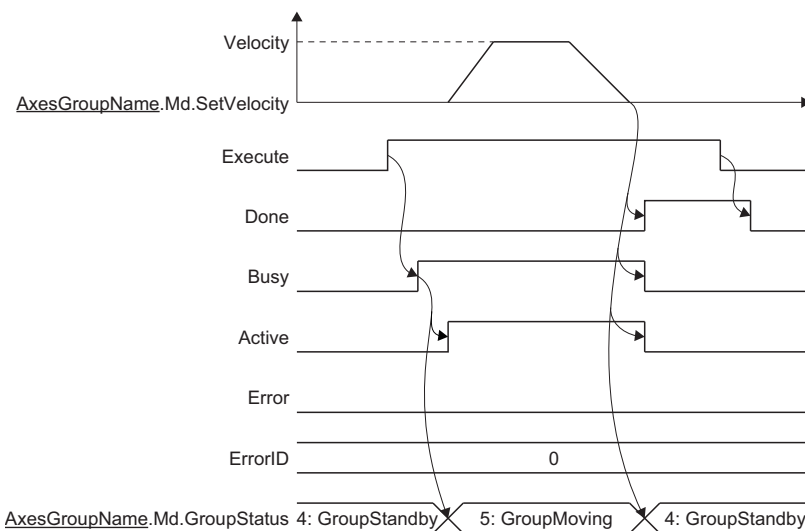 Velocity
AxesGroupName.Md.SetVelocity
Execute
Done
Busy
Active
Error
ErrorID
0
AxesGroupName.Md.GroupStatus 4: GroupStandby 5: GroupMoving 4: GroupStandby